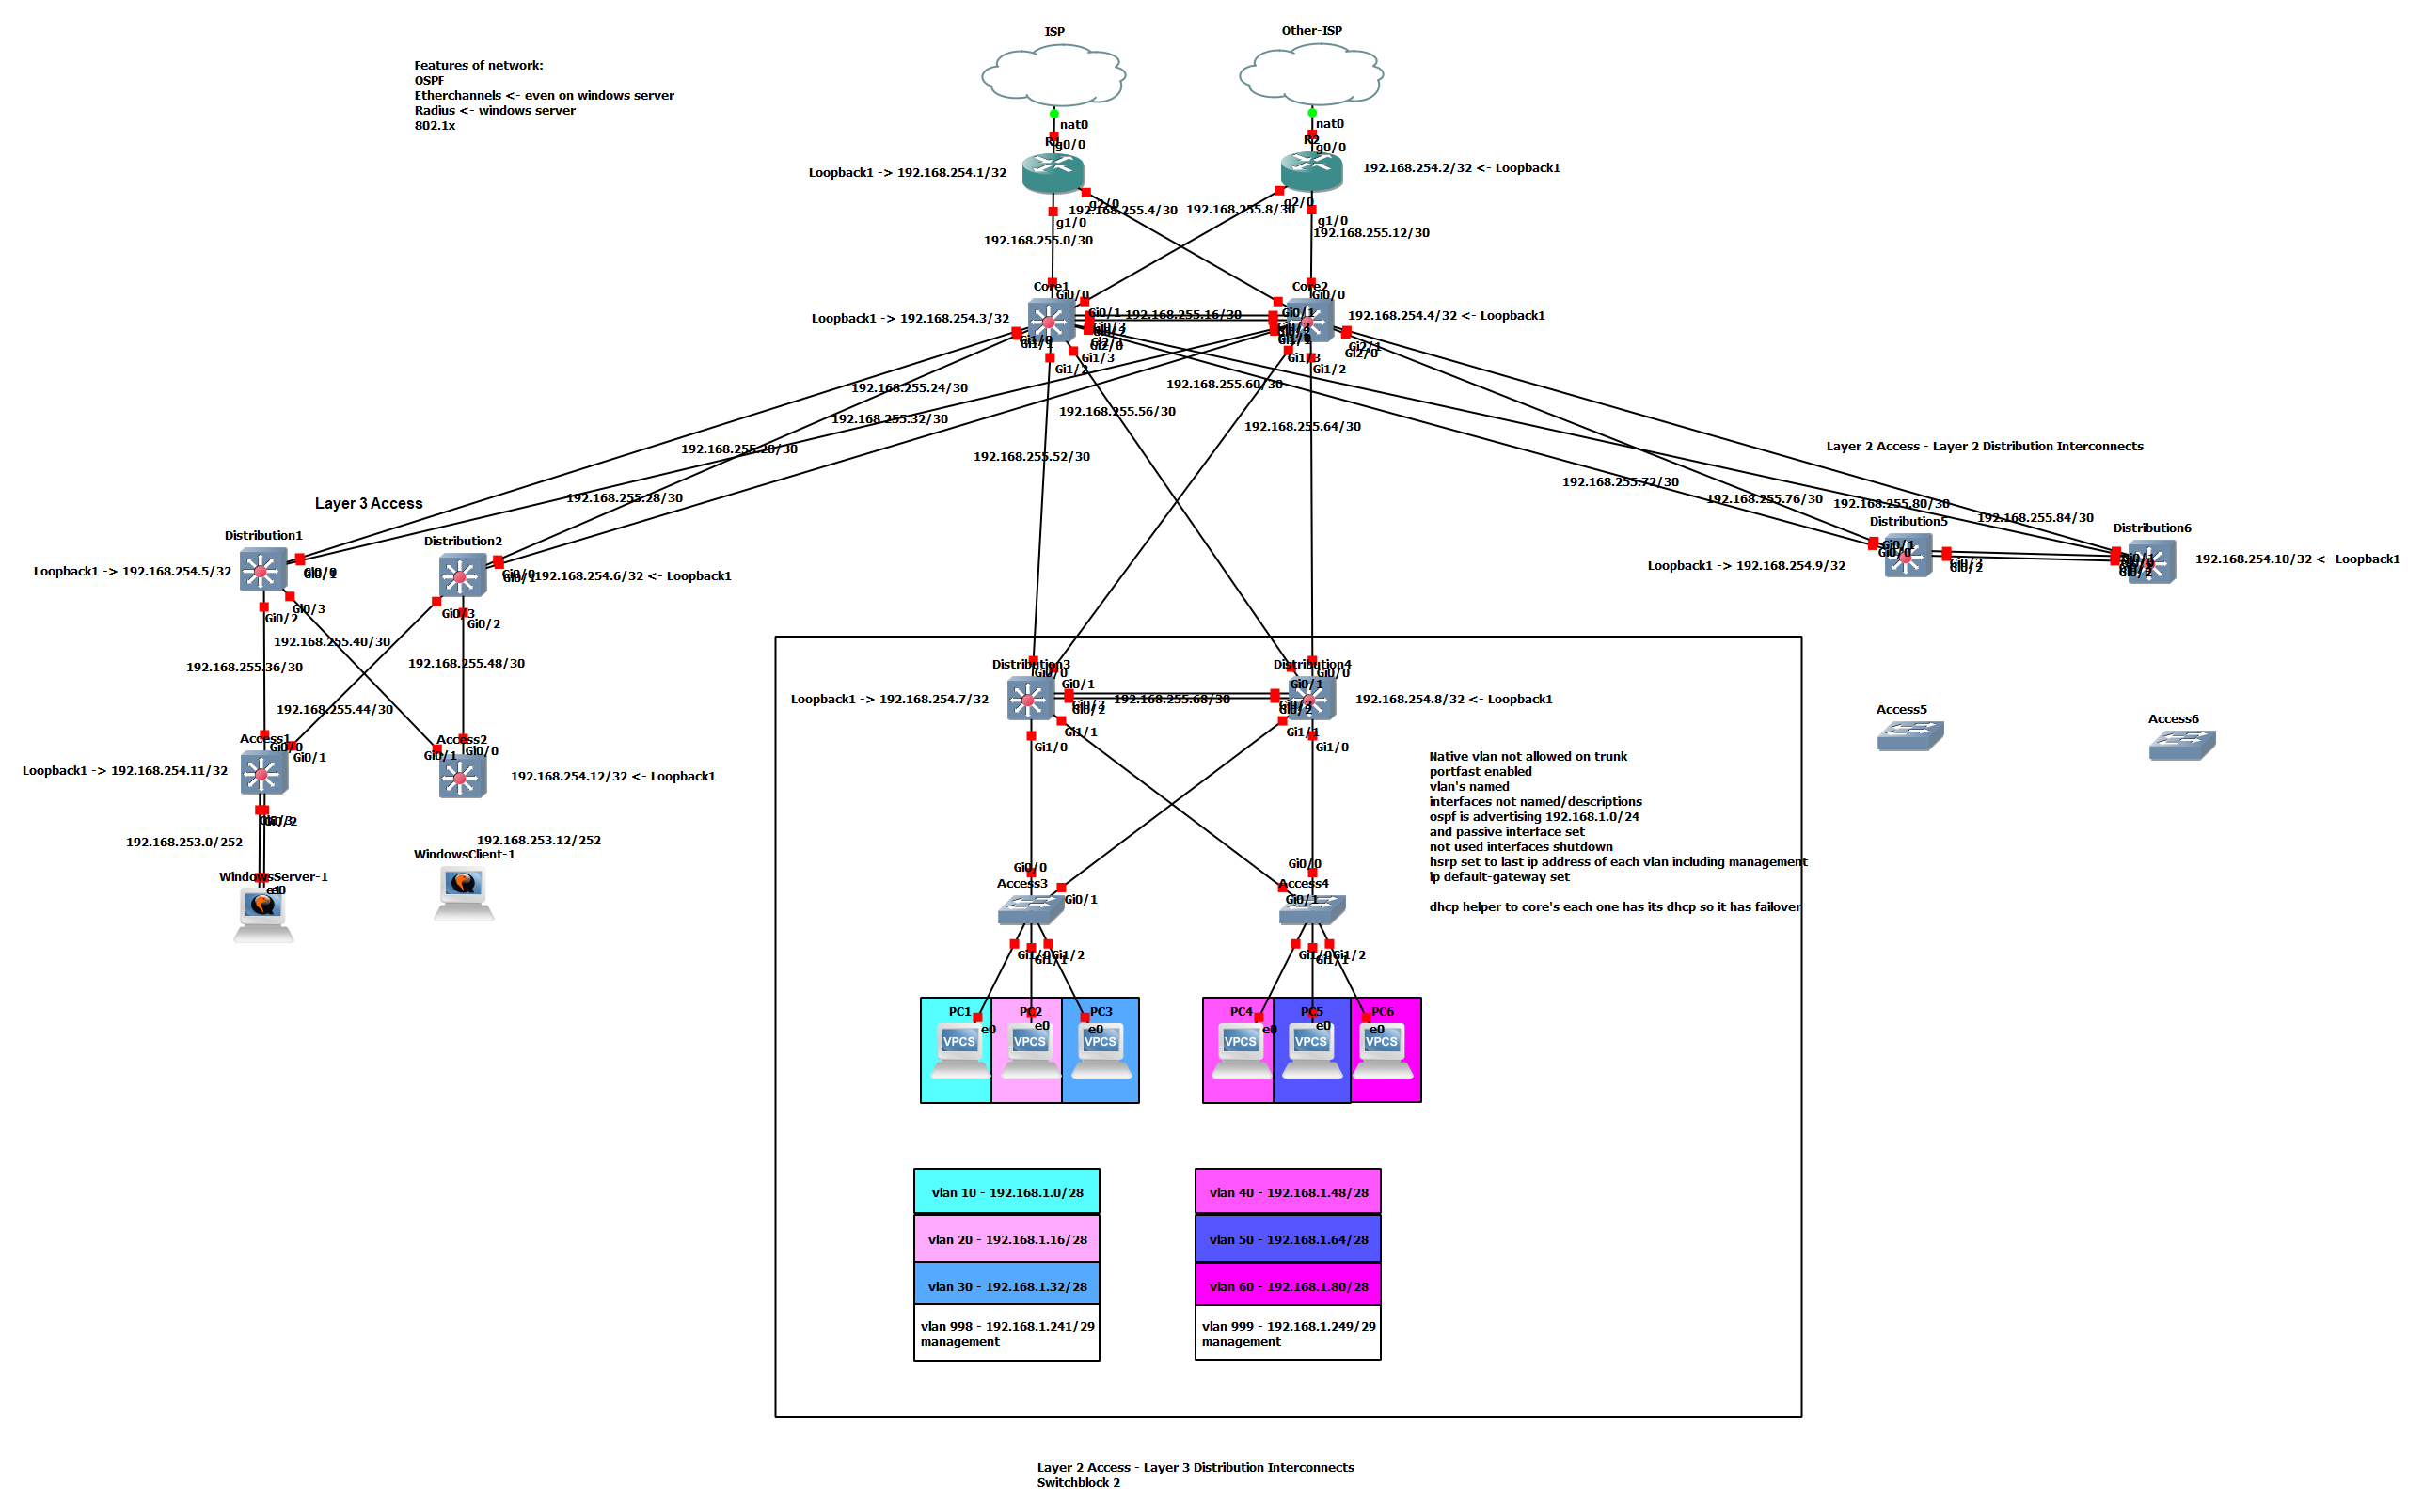 ISP
Other-ISP
Features of network:
OSPF
Etherchannels <- even on windows server
Radius <- windows server
802.1x
nat0
nat0
R1
g0/0
R2
g0/0
Loopback1 -> 192.168.254.1/32
192.168.254.2/32 <- Loopback1
g2/0
192.168.255.4/30
192.168.255.8/30
g2/0
g1/0
g1/0
192.168.255.0/30
192.168.255.12/30
Core1
Gi0/0
Core2
Gi0/0
Loopback1 -> 192.168.254.3/32
Gi0/1
192.168.255.16/30
Gi0/1
192.168.254.4/32 <- Loopback1
Gi0/3
Gi0/2
Gi1/0
Gi1/1
Gi2/1
Gi2/0
Gi0/3
Gi1/1
Gi2/1
Gi2/0
Gi1/3
Gi1/2
Gi1/3
Gi1/2
192.168.255.24/30
192.168.255.60/30
192.168.255.32/30
192.168.255.56/30
192.168.255.64/30
192.168.255.20/30
192.168.255.52/30
Layer 2 Access - Layer 2 Distribution Interconnects
192.168.255.28/30
192.168.255.72/30
192.168.255.76/30
192.168.255.80/30
192.168.255.84/30
Layer 3 Access
Distribution1
Distribution2
Distribution5
Distribution6
Loopback1 -> 192.168.254.5/32
Gi0/0
Gi0/1
Gi0/0
Gi0/1
192.168.254.6/32 <- Loopback1
Loopback1 -> 192.168.254.9/32
Gi0/1
Gi0/0
Gi0/3
Gi0/2
Gi0/1
Gi0/0
Gi0/2
192.168.254.10/32 <- Loopback1
Gi0/3
Gi0/2
Gi0/3
Gi0/2
192.168.255.40/30
192.168.255.36/30
192.168.255.48/30
192.168.255.44/30
Distribution3
Gi0/0
Gi0/1
Distribution4
Gi0/0
Gi0/1
Loopback1 -> 192.168.254.7/32
Gi0/3
Gi0/2
192.168.255.68/30
Gi0/3
Gi0/2
192.168.254.8/32 <- Loopback1
Gi1/1
Gi1/0
Gi1/1
Gi1/0
Access5
Access6
Access1
Gi0/0
Gi0/1
Access2
Gi0/0
Gi0/1
Loopback1 -> 192.168.254.11/32
192.168.254.12/32 <- Loopback1
Gi0/3
Gi0/2
192.168.253.0/252
192.168.253.12/252
WindowsServer-1
e1
e0
WindowsClient-1
Native vlan not allowed on trunk
portfast enabled
vlan's named
interfaces not named/descriptions
ospf is advertising 192.168.1.0/24
and passive interface set
not used interfaces shutdown
hsrp set to last ip address of each vlan including management
ip default-gateway set
dhcp helper to core's each one has its dhcp so it has failover
Gi0/0
Access3
Gi0/1
Gi0/0
Access4
Gi0/1
Gi1/0
Gi1/1
Gi1/2
Gi1/0
Gi1/1
Gi1/2
PC1
e0
PC2
e0
PC3
e0
PC4
e0
PC5
e0
PC6
e0
VPCS
VPCS
VPCS
VPCS
VPCS
VPCS
vlan 10 - 192.168.1.0/28
vlan 20 - 192.168.1.16/28
vlan 30 - 192.168.1.32/28
vlan 998 - 192.168.1.241/29
management
vlan 40 - 192.168.1.48/28
vlan 50 - 192.168.1.64/28
vlan 60 - 192.168.1.80/28
vlan 999 - 192.168.1.249/29
management
Layer 2 Access - Layer 3 Distribution Interconnects
Switchblock 2